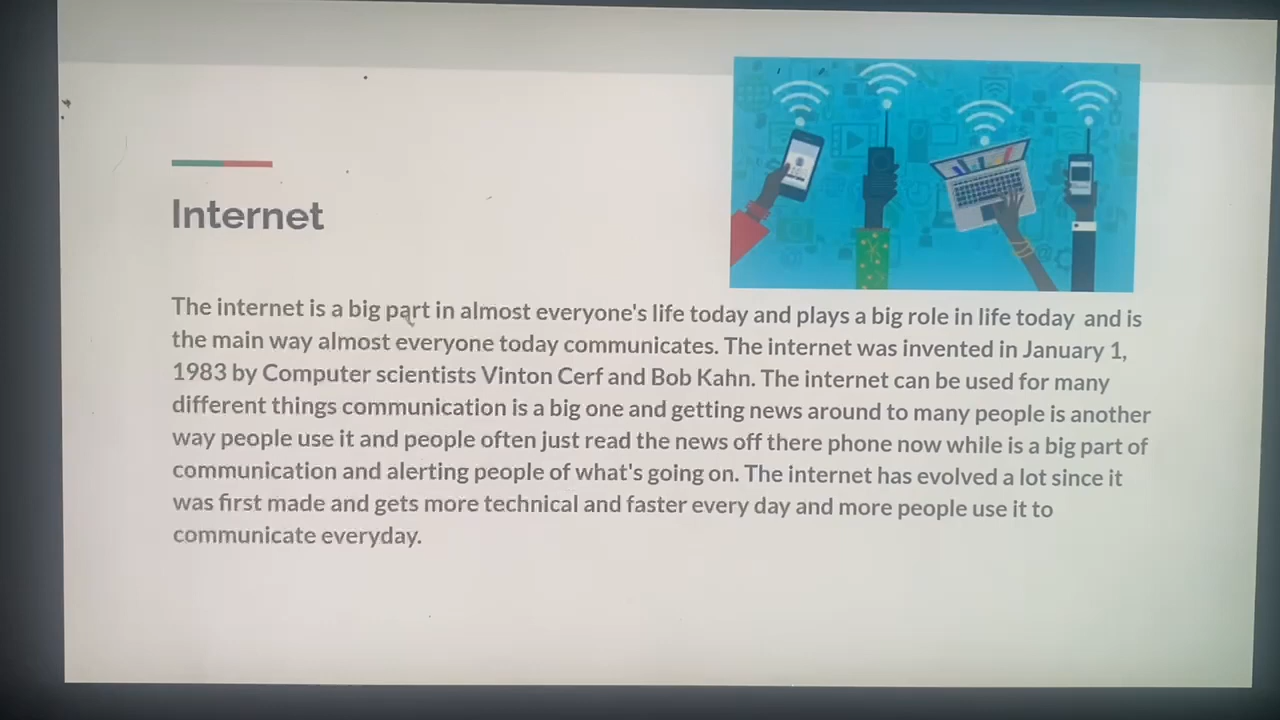 Internet
The internet is a big part in almost everyone's life today and plays a big role in life today and is
the main way almost everyone today communicates. The internet was invented in January 1,
1983 by Computer scientists Vinton Cerf and Bob Kahn. The internet can be used for many
different things communication is a big one and getting news around to many people is another
way people use it and people often just read the news off there phone now while is a big part of
communication and alerting people of what's going on. The internet has evolved a lot since it
was first made and gets more technical and faster every day and more people use it to
communicate everyday.